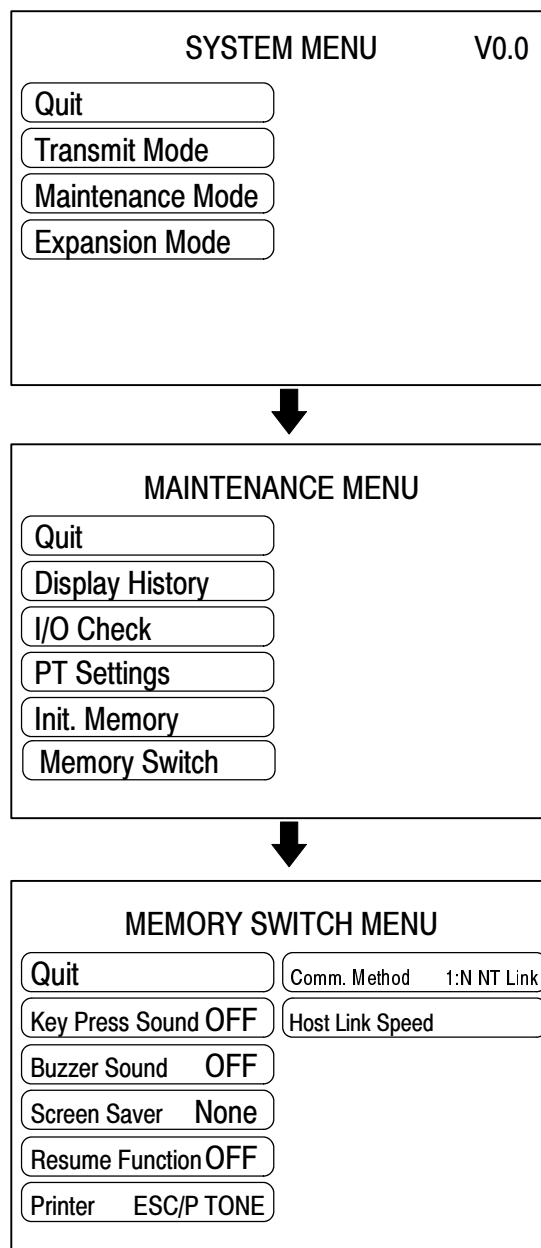 SYSTEM MENU V0.0
Quit
Transmit Mode
Maintenance Mode
Expansion Mode
MAINTENANCE MENU
Quit
Display History
I/O Check
PT Settings
Init. Memory
Memory Switch
MEMORY SWITCH MENU
Quit Comm. Method 1:N NT Link
Key Press Sound OFF Host Link Speed
Buzzer Sound OFF
Screen Saver None
Resume Function OFF
Printer ESC/P TONE